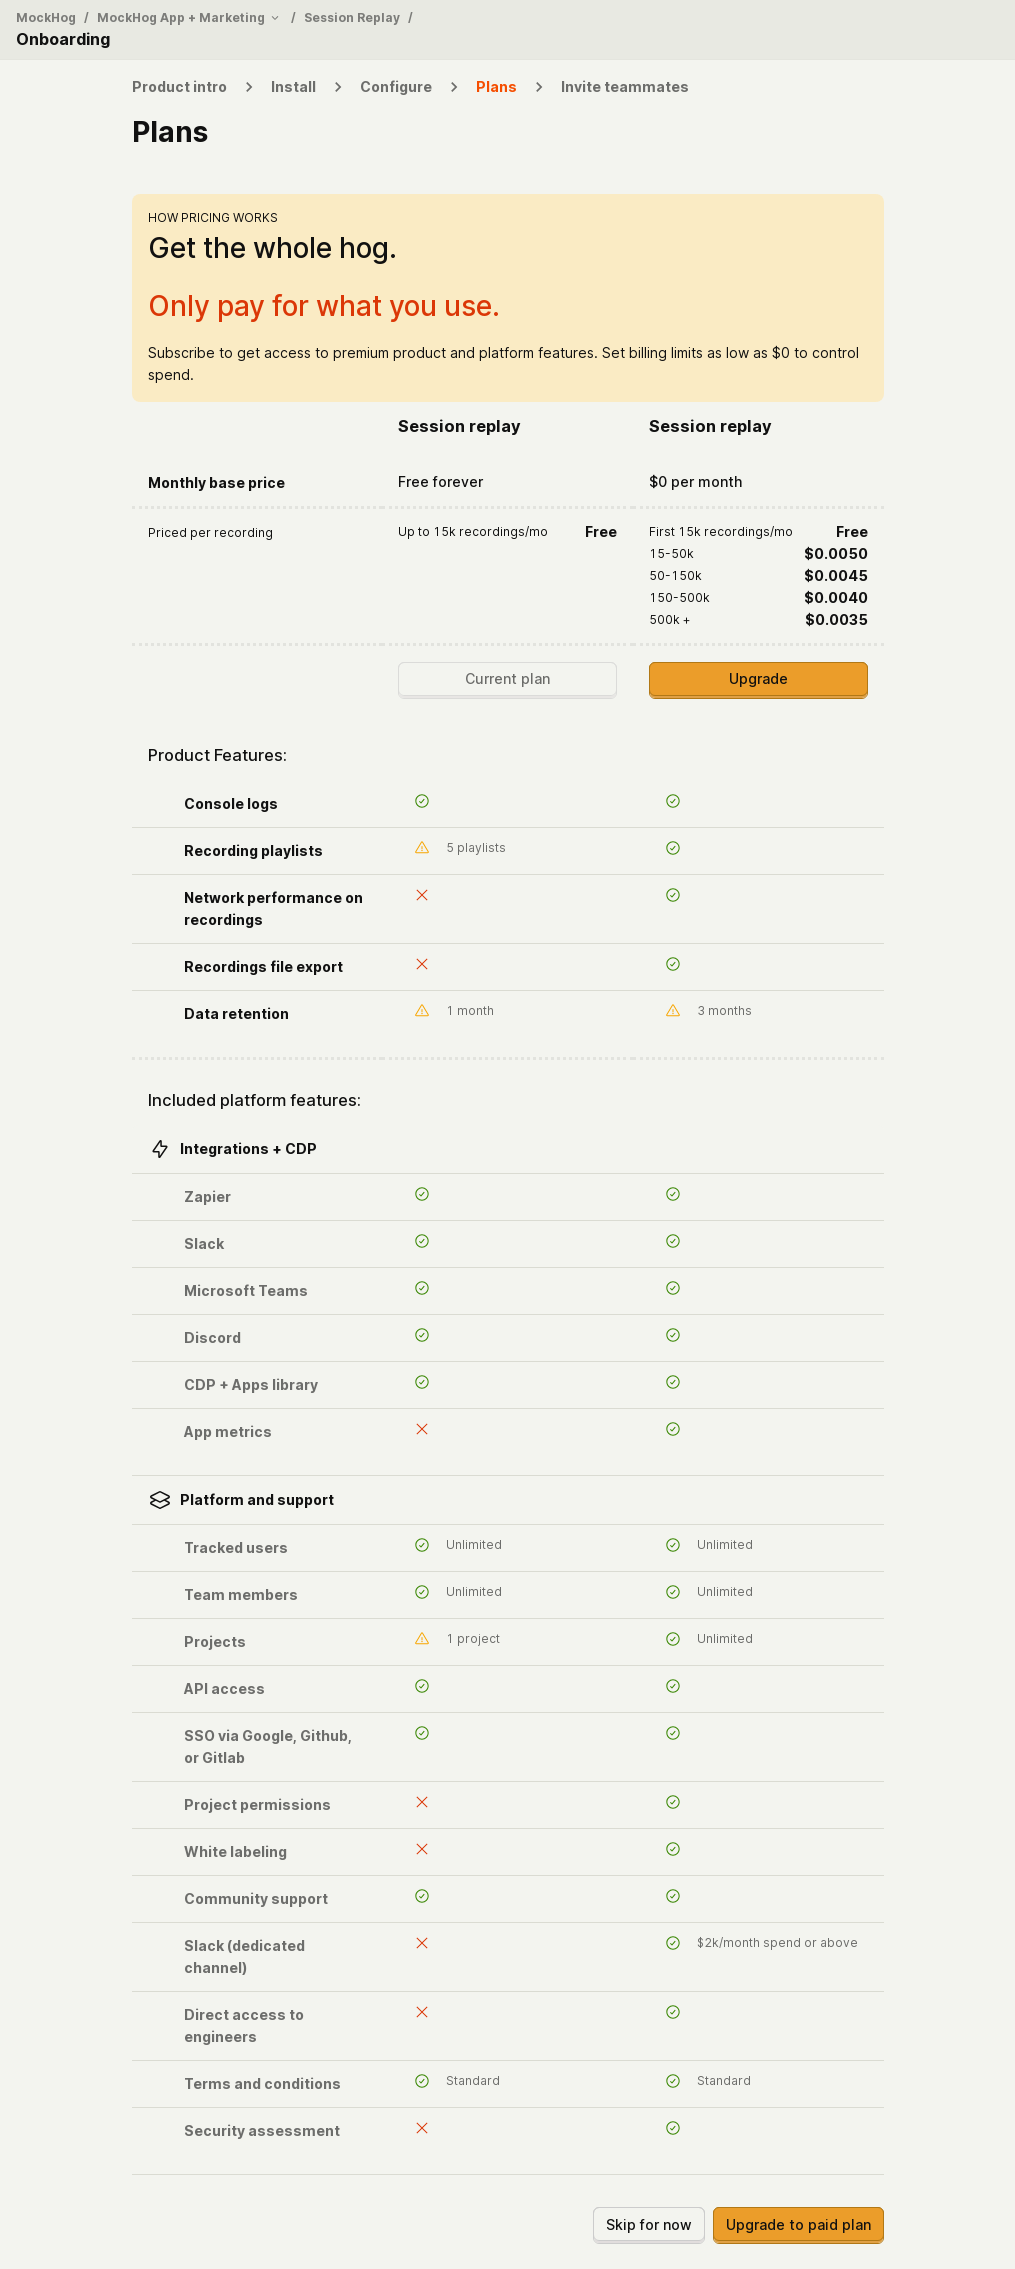 MockHog / MockHog App + Marketing / Session Replay /
Onboarding
Product intro > Install > Configure > Plans > Invite teammates
Plans
HOW PRICING WORKS
Get the whole hog.
Only pay for what you use.
Subscribe to get access to premium product and platform features. Set billing limits as low as $0 to control
spend.
Session replay Session replay
Monthly base price Free forever $0 per month
Priced per recording Up to 15k recordings/mo Free First 15k recordings/mo Free
15-50k $0.0050
50-150k $0.0045
150-500k $0.0040
500k + $0.0035
Current plan Upgrade
Product Features:
Console logs
Recording playlists 5 playlists
Network performance on
recordings
Recordings file export
Data retention 1 month 3 months
Included platform features:
Integrations + CDP
Zapier
Slack
Microsoft Teams
Discord
CDP + Apps library
App metrics
Platform and support
Tracked users Unlimited Unlimited
Team members Unlimited Unlimited
Projects 1 project Unlimited
API access
SSO via Google, Github,
or Gitlab
Project permissions
White labeling
Community support
Slack (dedicated $2k/month spend or above
channel)
Direct access to
engineers
Terms and conditions Standard Standard
Security assessment
Skip for now Upgrade to paid plan